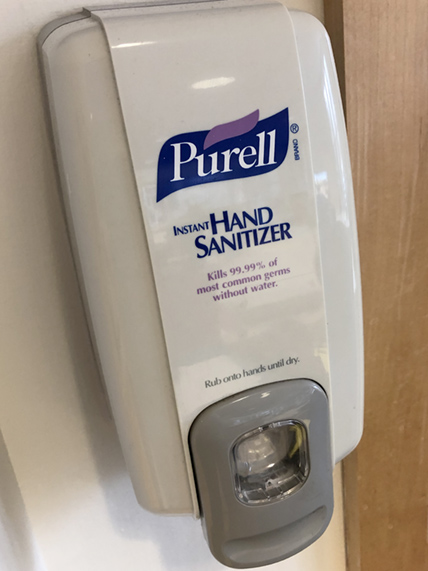 Purell®
BRAND
INSTANT HAND
SANITIZER
Kills 99.99% of
most common germs
without water.
Rub onto hands until dry.